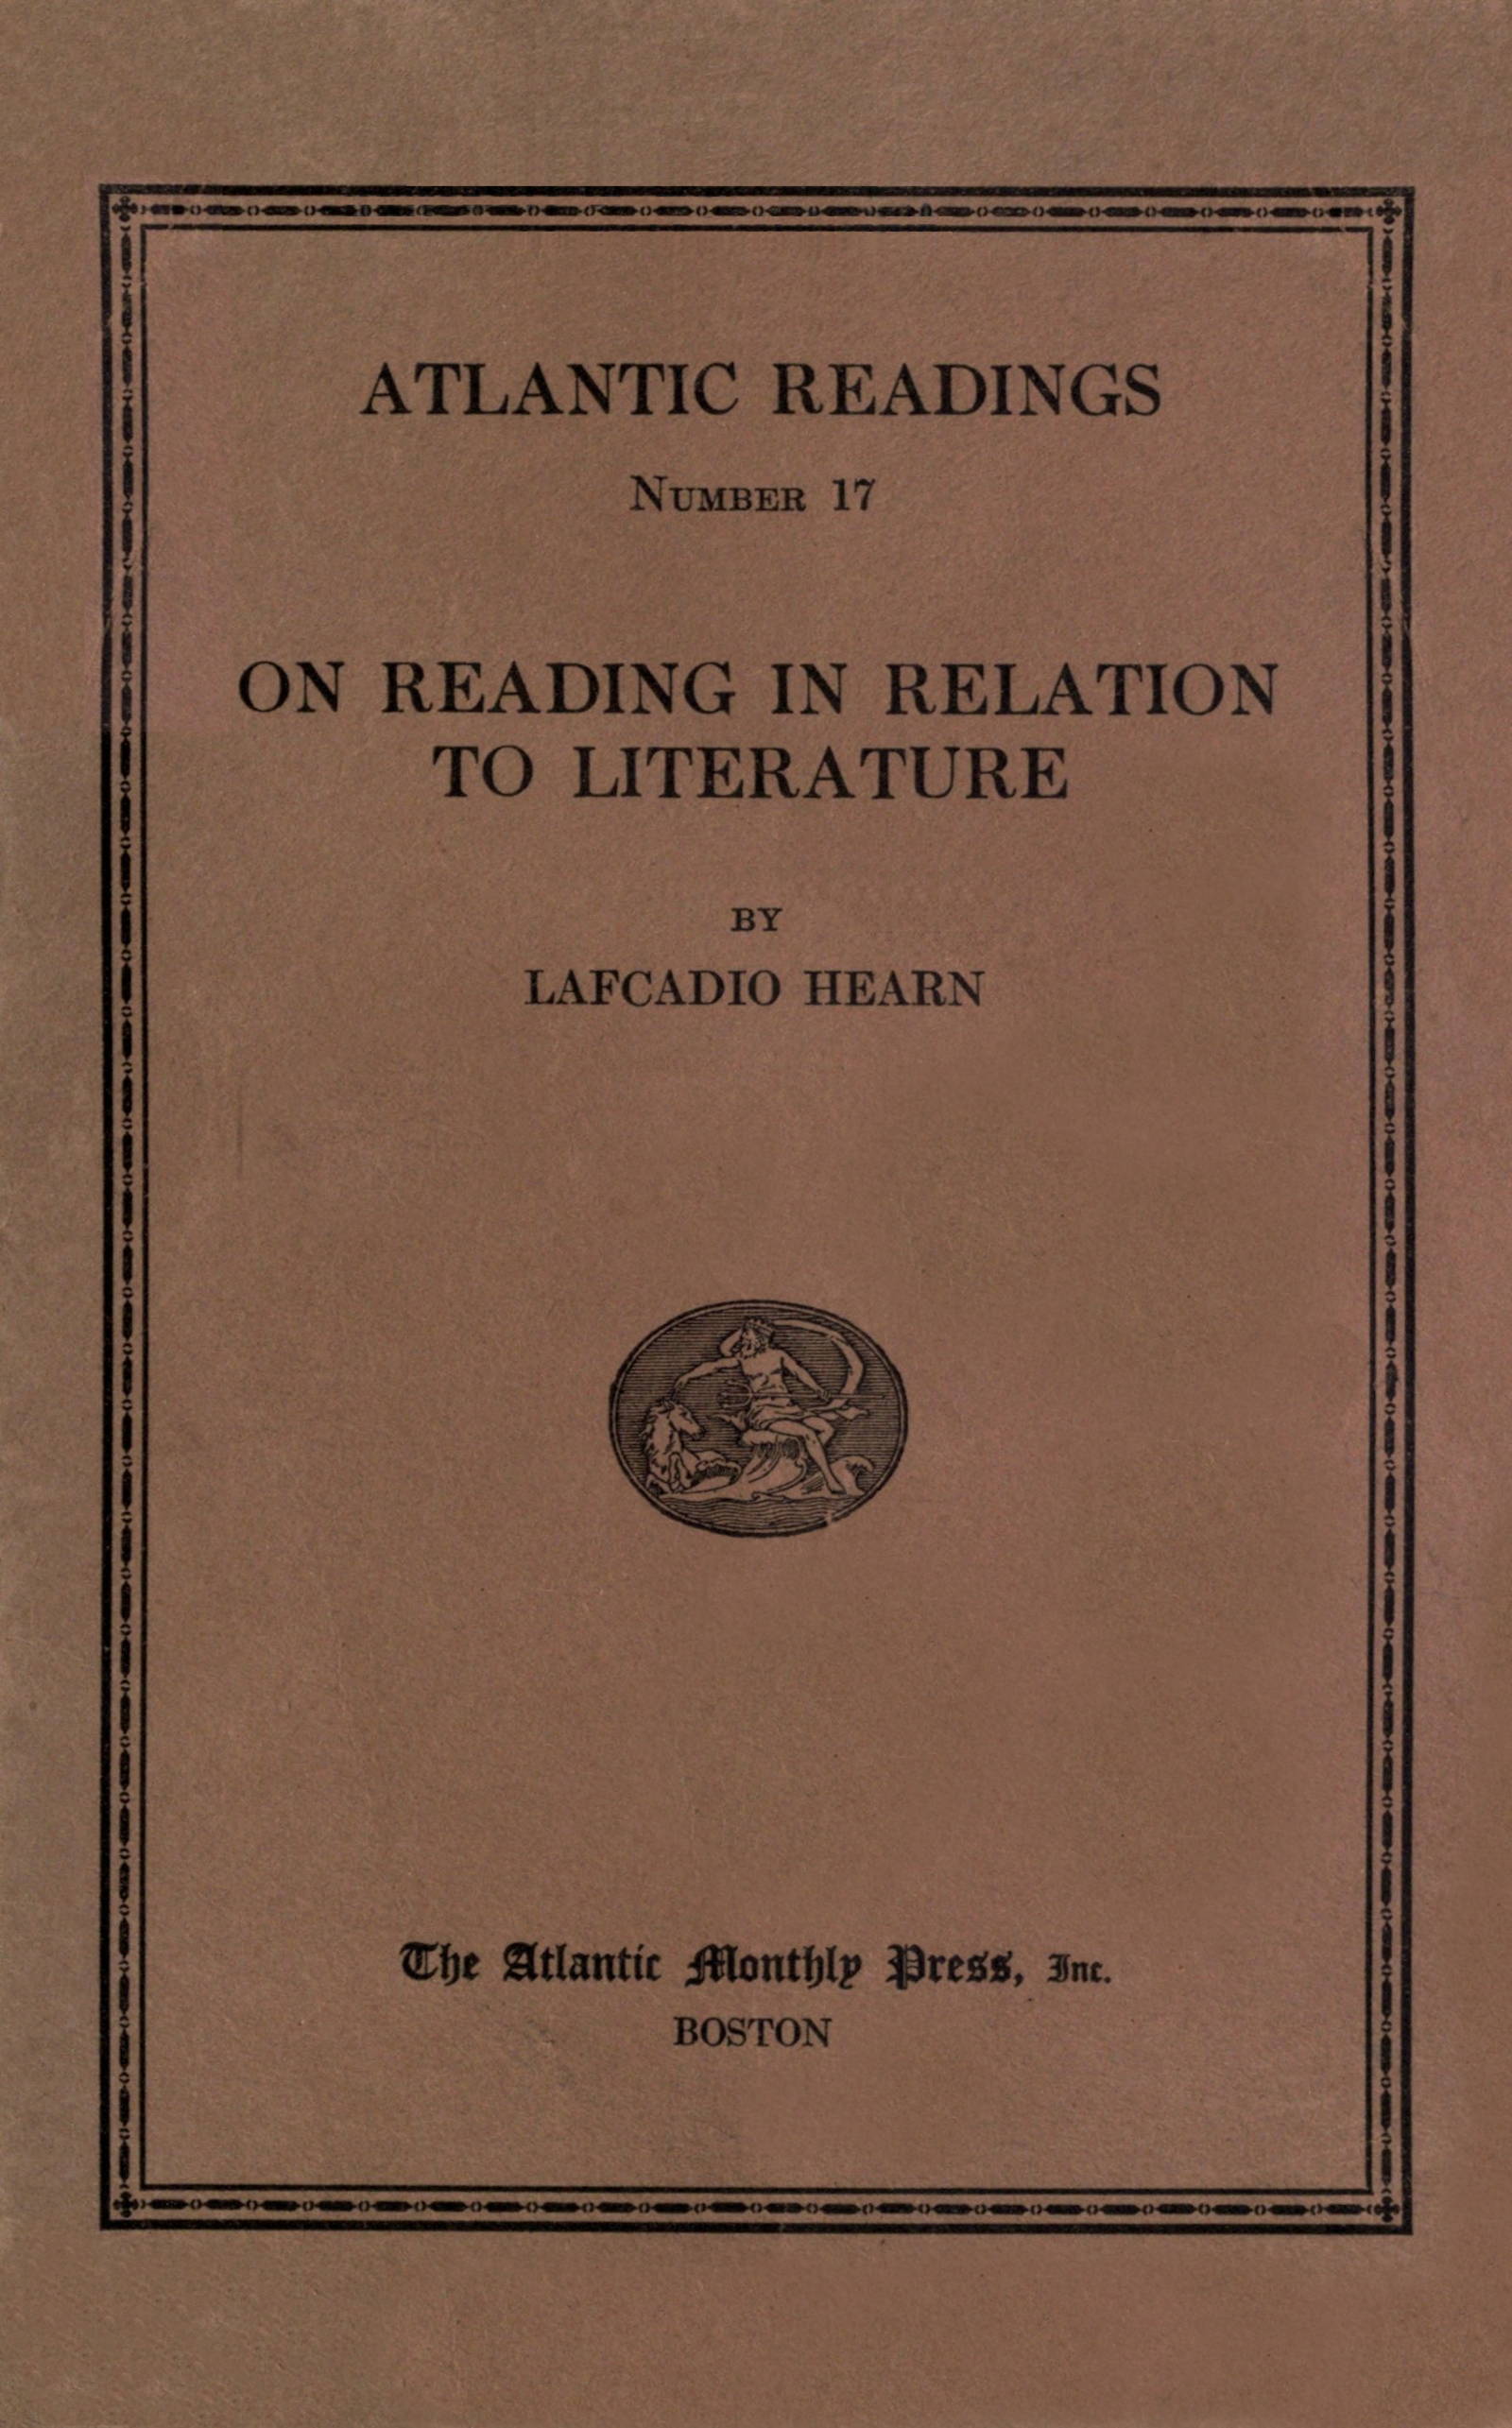 ATLANTIC READINGS
NUMBER 17
ON READING IN RELATION
TO LITERATURE
BY
LAFCADIO HEARN
The Atlantic Monthly Press, Inc.
BOSTON